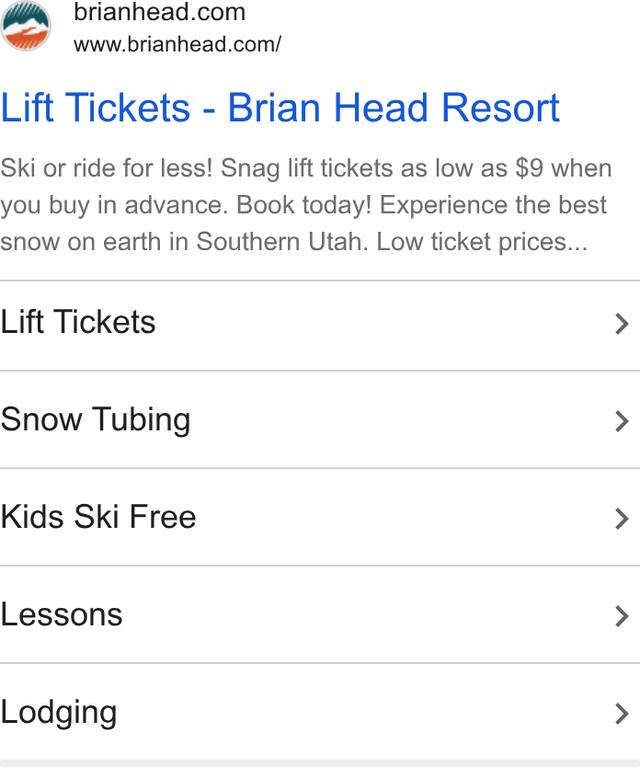 brianhead.com
www.brianhead.com/
Lift Tickets - Brian Head Resort
Ski or ride for less! Snag lift tickets as low as $9 when
you buy in advance. Book today! Experience the best
snow on earth in Southern Utah. Low ticket prices...
Lift Tickets
Snow Tubing
Kids Ski Free
Lessons
Lodging